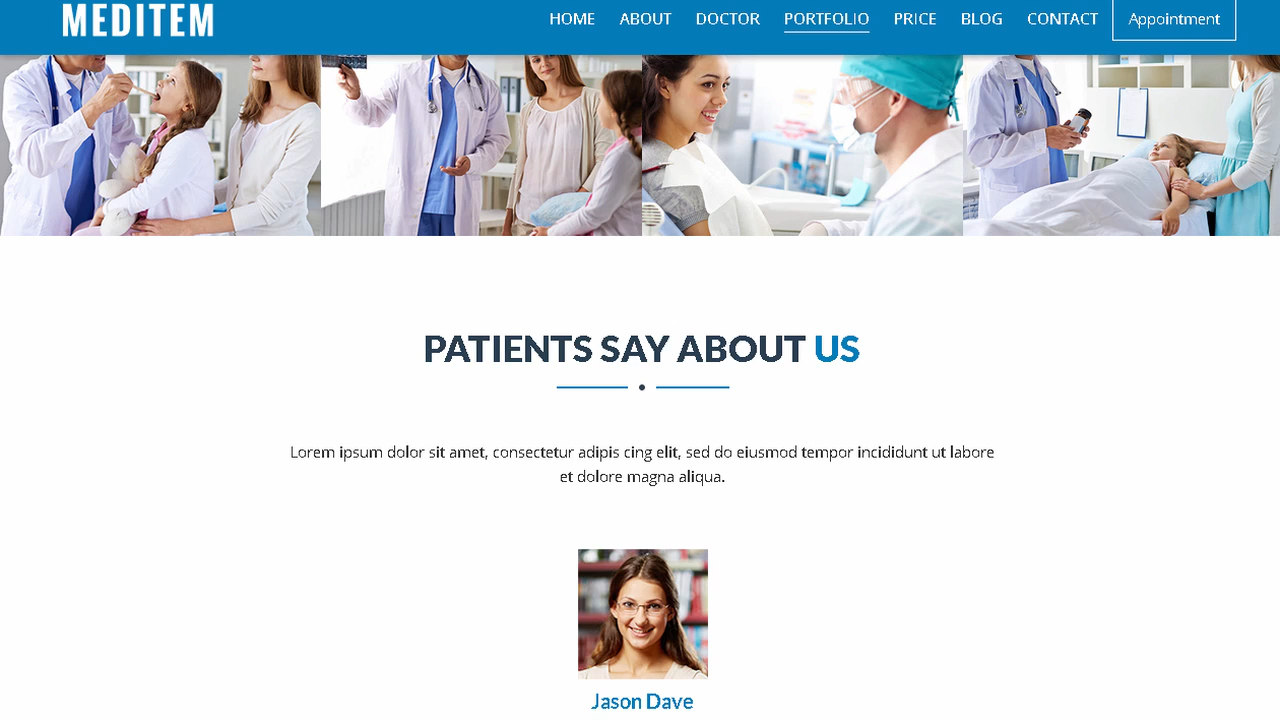 MEDITEM
HOME ABOUT DOCTOR PORTFOLIO PRICE BLOG CONTACT Appointment
PATIENTS SAY ABOUT US
Lorem ipsum dolor sit amet, consectetur adipis cing elit, sed do eiusmod tempor incididunt ut labore
et dolore magna aliqua.
Jason Dave